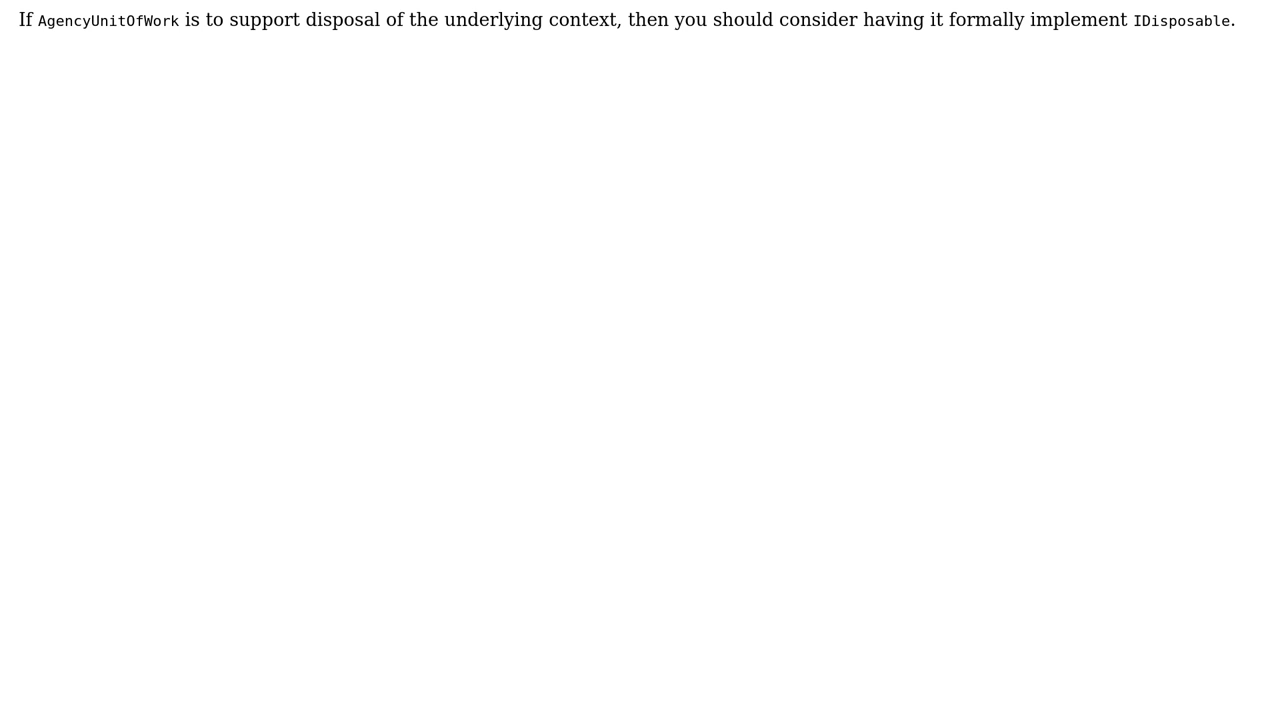 If AgencyUnitOfWork is to support disposal of the underlying context, then you should consider having it formally implement IDisposable.